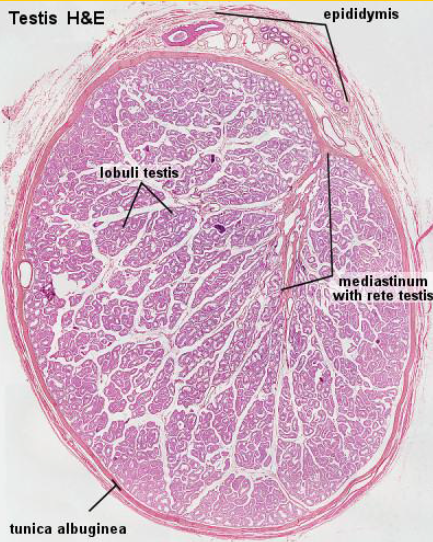 Testis H&E
epididymis
lobuli testis
mediastinum
with rete testis
tunica albuginea